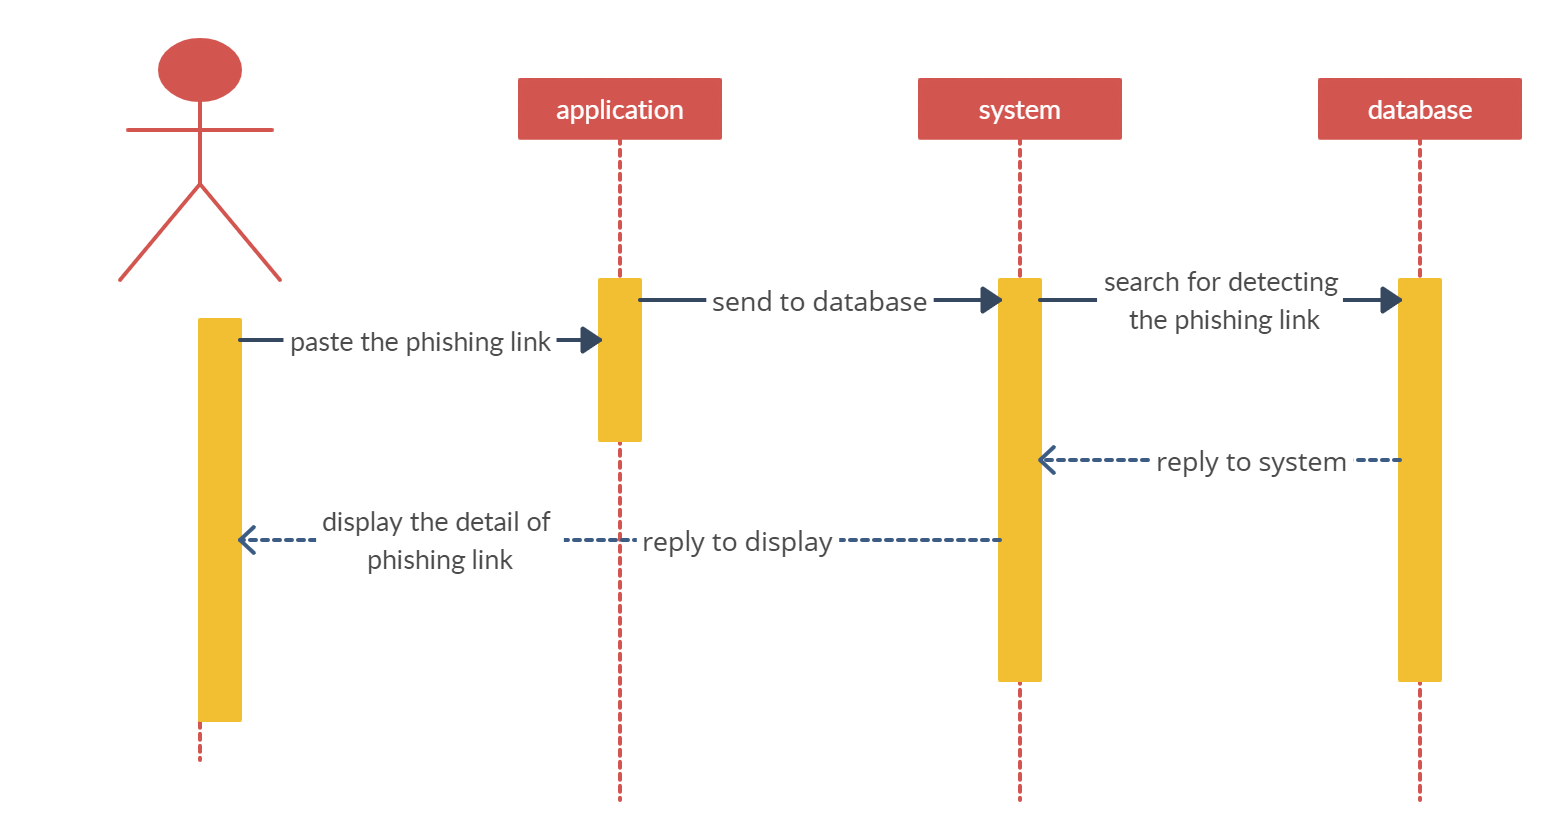 application
system
database
send to database
search for detecting
the phishing link
paste the phishing link
reply to system
display the detail of
phishing link
reply to display